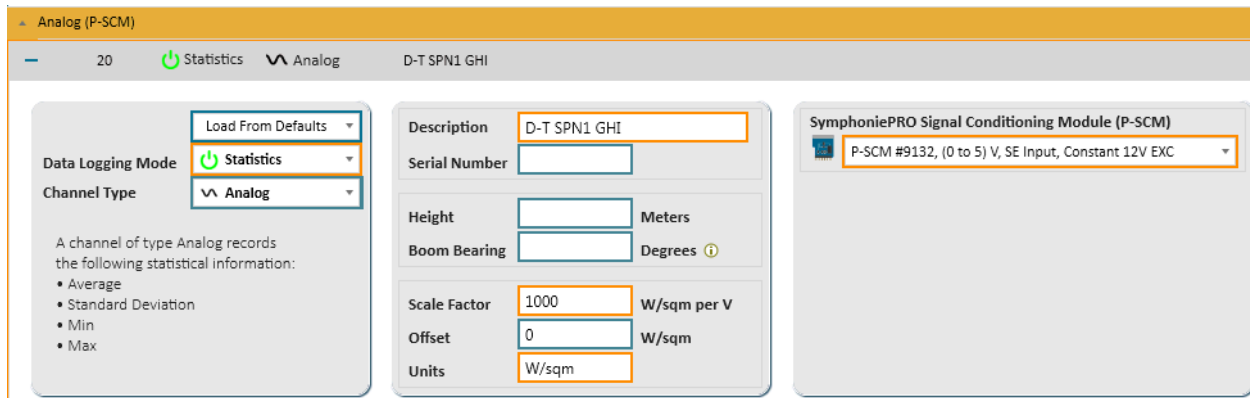 Analog (P-SCM)
20 Statistics Analog D-T SPN1 GHI
Load From Defaults
Data Logging Mode Statistics
Channel Type Analog
A channel of type Analog records
the following statistical information:
• Average
• Standard Deviation
• Min
• Max
Description D-T SPN1 GHI
Serial Number
Height Meters
Boom Bearing Degrees
Scale Factor 1000 W/sqm per V
Offset 0 W/sqm
Units W/sqm
SymphoniePRO Signal Conditioning Module (P-SCM)
P-SCM #9132, (0 to 5) V, SE Input, Constant 12V EXC